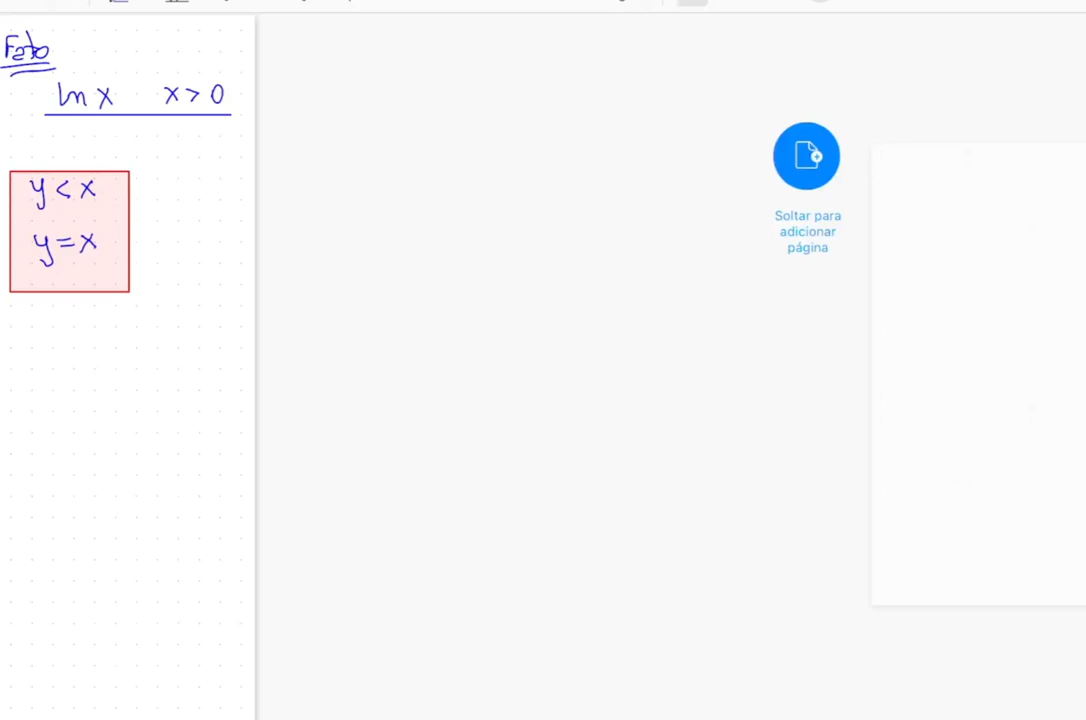 Fato
ln x x > 0
y < x
y = x
Soltar para
adicionar
página